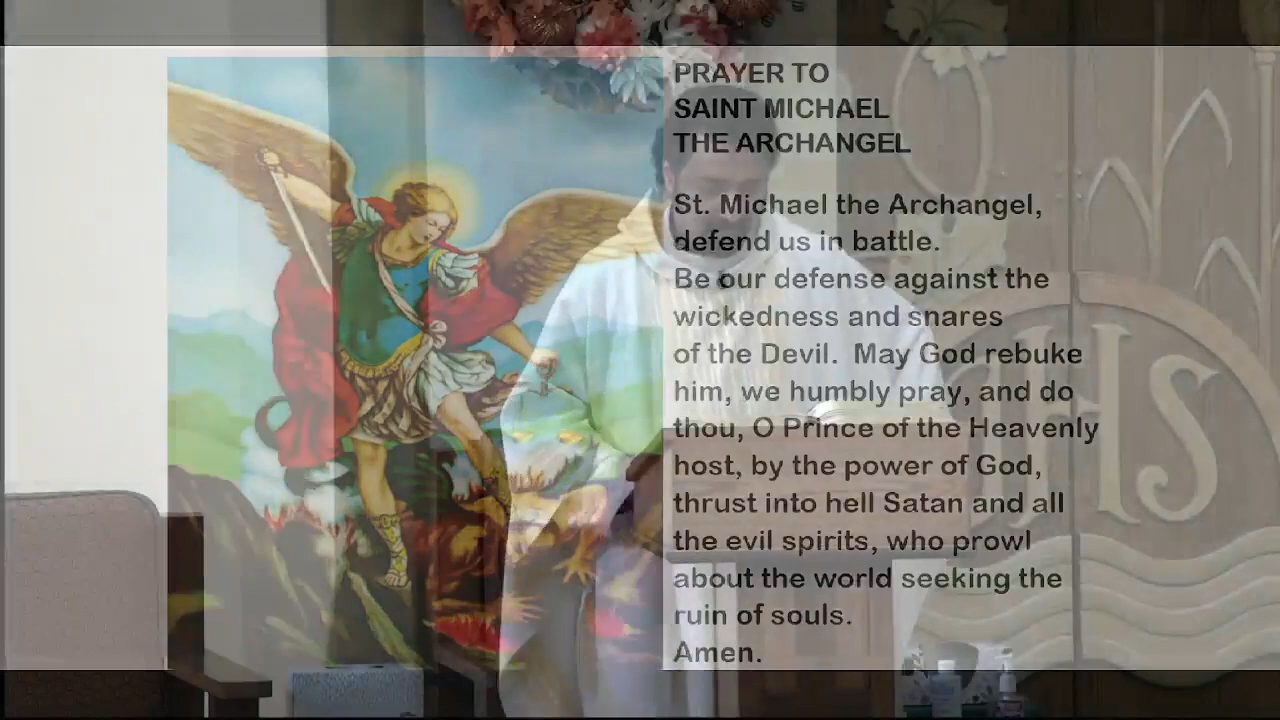 PRAYER TO
SAINT MICHAEL
THE ARCHANGEL
St. Michael the Archangel,
defend us in battle.
Be our defense against the
wickedness and snares
of the Devil.  May God rebuke
him, we humbly pray, and do
thou, O Prince of the Heavenly
host, by the power of God,
thrust into hell Satan and all
the evil spirits, who prowl
about the world seeking the
ruin of souls.
Amen.
IHS